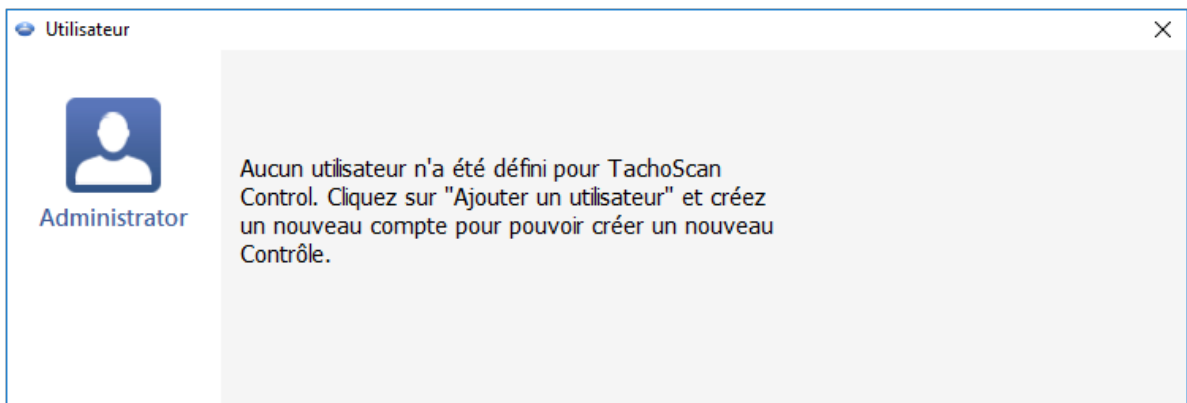 Utilisateur
Administrator
Aucun utilisateur n'a été défini pour TachoScan
Control. Cliquez sur "Ajouter un utilisateur" et créez
un nouveau compte pour pouvoir créer un nouveau
Contrôle.